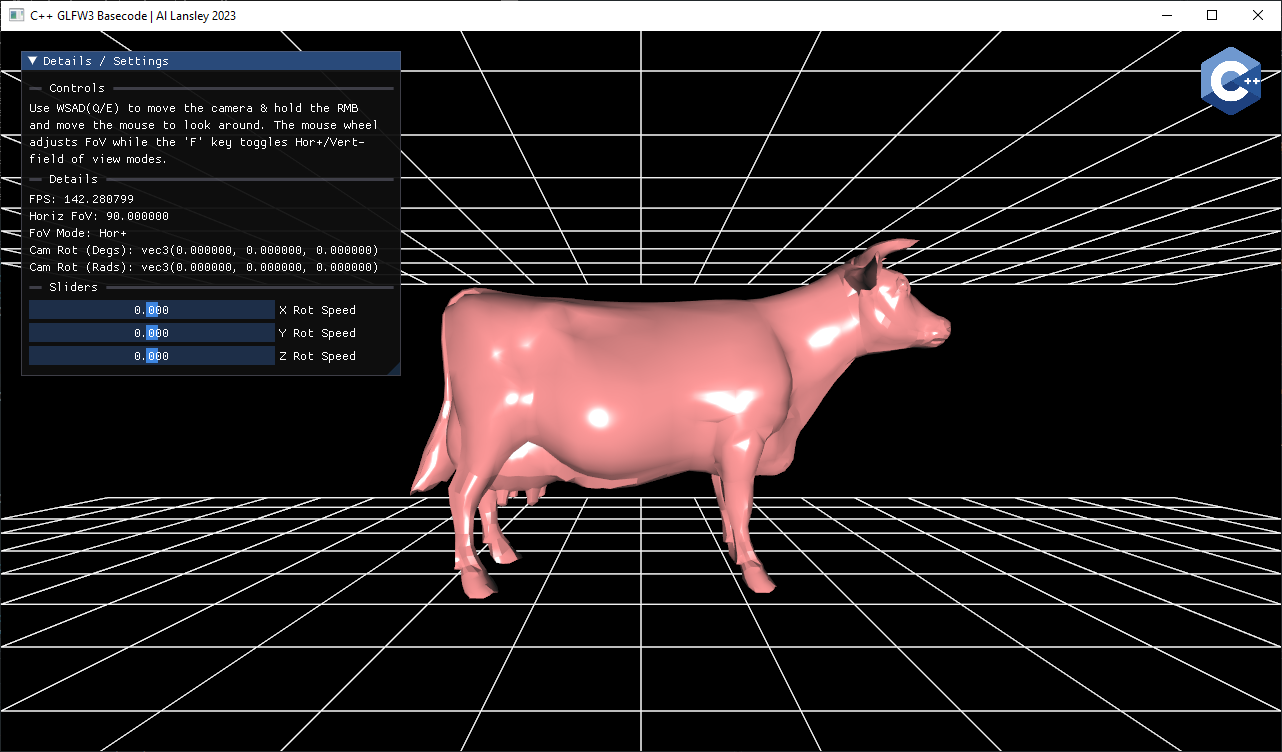 C++ GLFW3 Basecode | Al Lansley 2023
Details / Settings
Controls
Use WSAD(Q/E) to move the camera & hold the RMB
and move the mouse to look around. The mouse wheel
adjusts FoV while the 'F' key toggles Hor+/Vert-
field of view modes.
Details
FPS: 142.280799
Horiz FoV: 90.000000
FoV Mode: Hor+
Cam Rot (Degs): vec3(0.000000, 0.000000, 0.000000)
Cam Rot (Rads): vec3(0.000000, 0.000000, 0.000000)
Sliders
0.000 X Rot Speed
0.000 Y Rot Speed
0.000 Z Rot Speed
C++